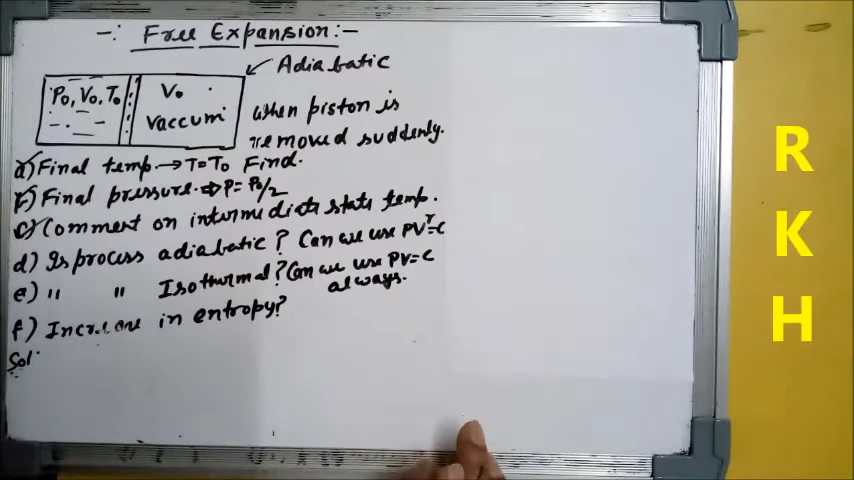 -: Free Expansion:-
Adiabatic
P0, V0, T0
V0
vaccum
when piston is
removed suddenly.
Find.
a) Final temp. → T=T0
b) Final pressure. ⇒ P= P0/2
c) Comment on intermediate state temp.
d) Is process adiabatic? Can we use PV^r=C
e) " " Isothermal? Can we use PV=C
always.
f) Increase in entropy?
Sol.
R
K
H